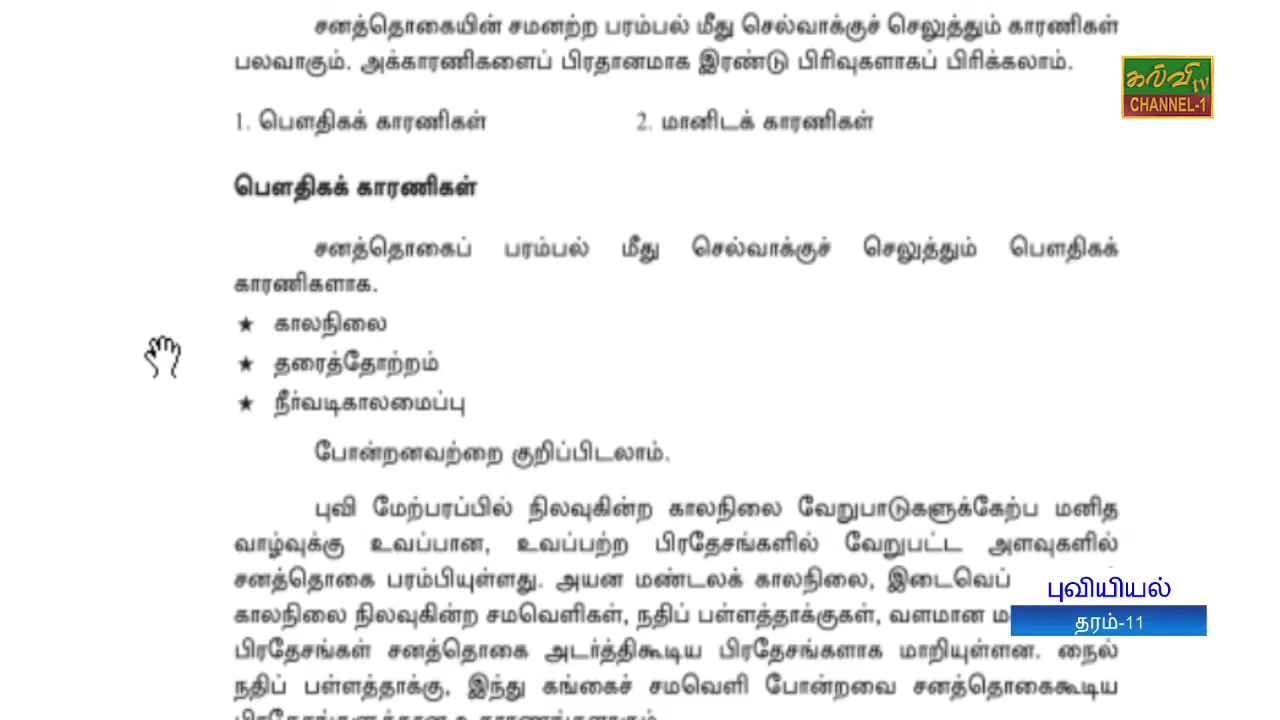 சனத்தொகையின் சமனற்ற பரம்பல் மீது செல்வாக்குச் செலுத்தும் காரணிகள்
பலவாகும். அக்காரணிகளைப் பிரதானமாக இரண்டு பிரிவுகளாகப் பிரிக்கலாம்.
கல்வி tv
CHANNEL-1
1. பௌதிகக் காரணிகள் 2. மானிடக் காரணிகள்
பௌதிகக் காரணிகள்
சனத்தொகைப் பரம்பல் மீது செல்வாக்குச் செலுத்தும் பௌதிகக்
காரணிகளாக.
★ காலநிலை
★ தரைத்தோற்றம்
★ நீர்வடிகாலமைப்பு
போன்றனவற்றை குறிப்பிடலாம்.
புவி மேற்பரப்பில் நிலவுகின்ற காலநிலை வேறுபாடுகளுக்கேற்ப மனித
வாழ்வுக்கு உவப்பான, உவப்பற்ற பிரதேசங்களில் வேறுபட்ட அளவுகளில்
சனத்தொகை பரம்பியுள்ளது. அயன மண்டலக் காலநிலை,
காலநிலை நிலவுகின்ற சமவெளிகள், நதிப் பள்ளத்தாக்குகள், வளமான
பிரதேசங்கள் சனத்தொகை அடர்த்திகூடிய பிரதேசங்களாக மாறியுள்ளன. நைல்
நதிப் பள்ளத்தாக்கு, இந்து கங்கைச் சமவெளி போன்றவை சனத்தொகைகூடிய
புவியியல்
தரம்-11